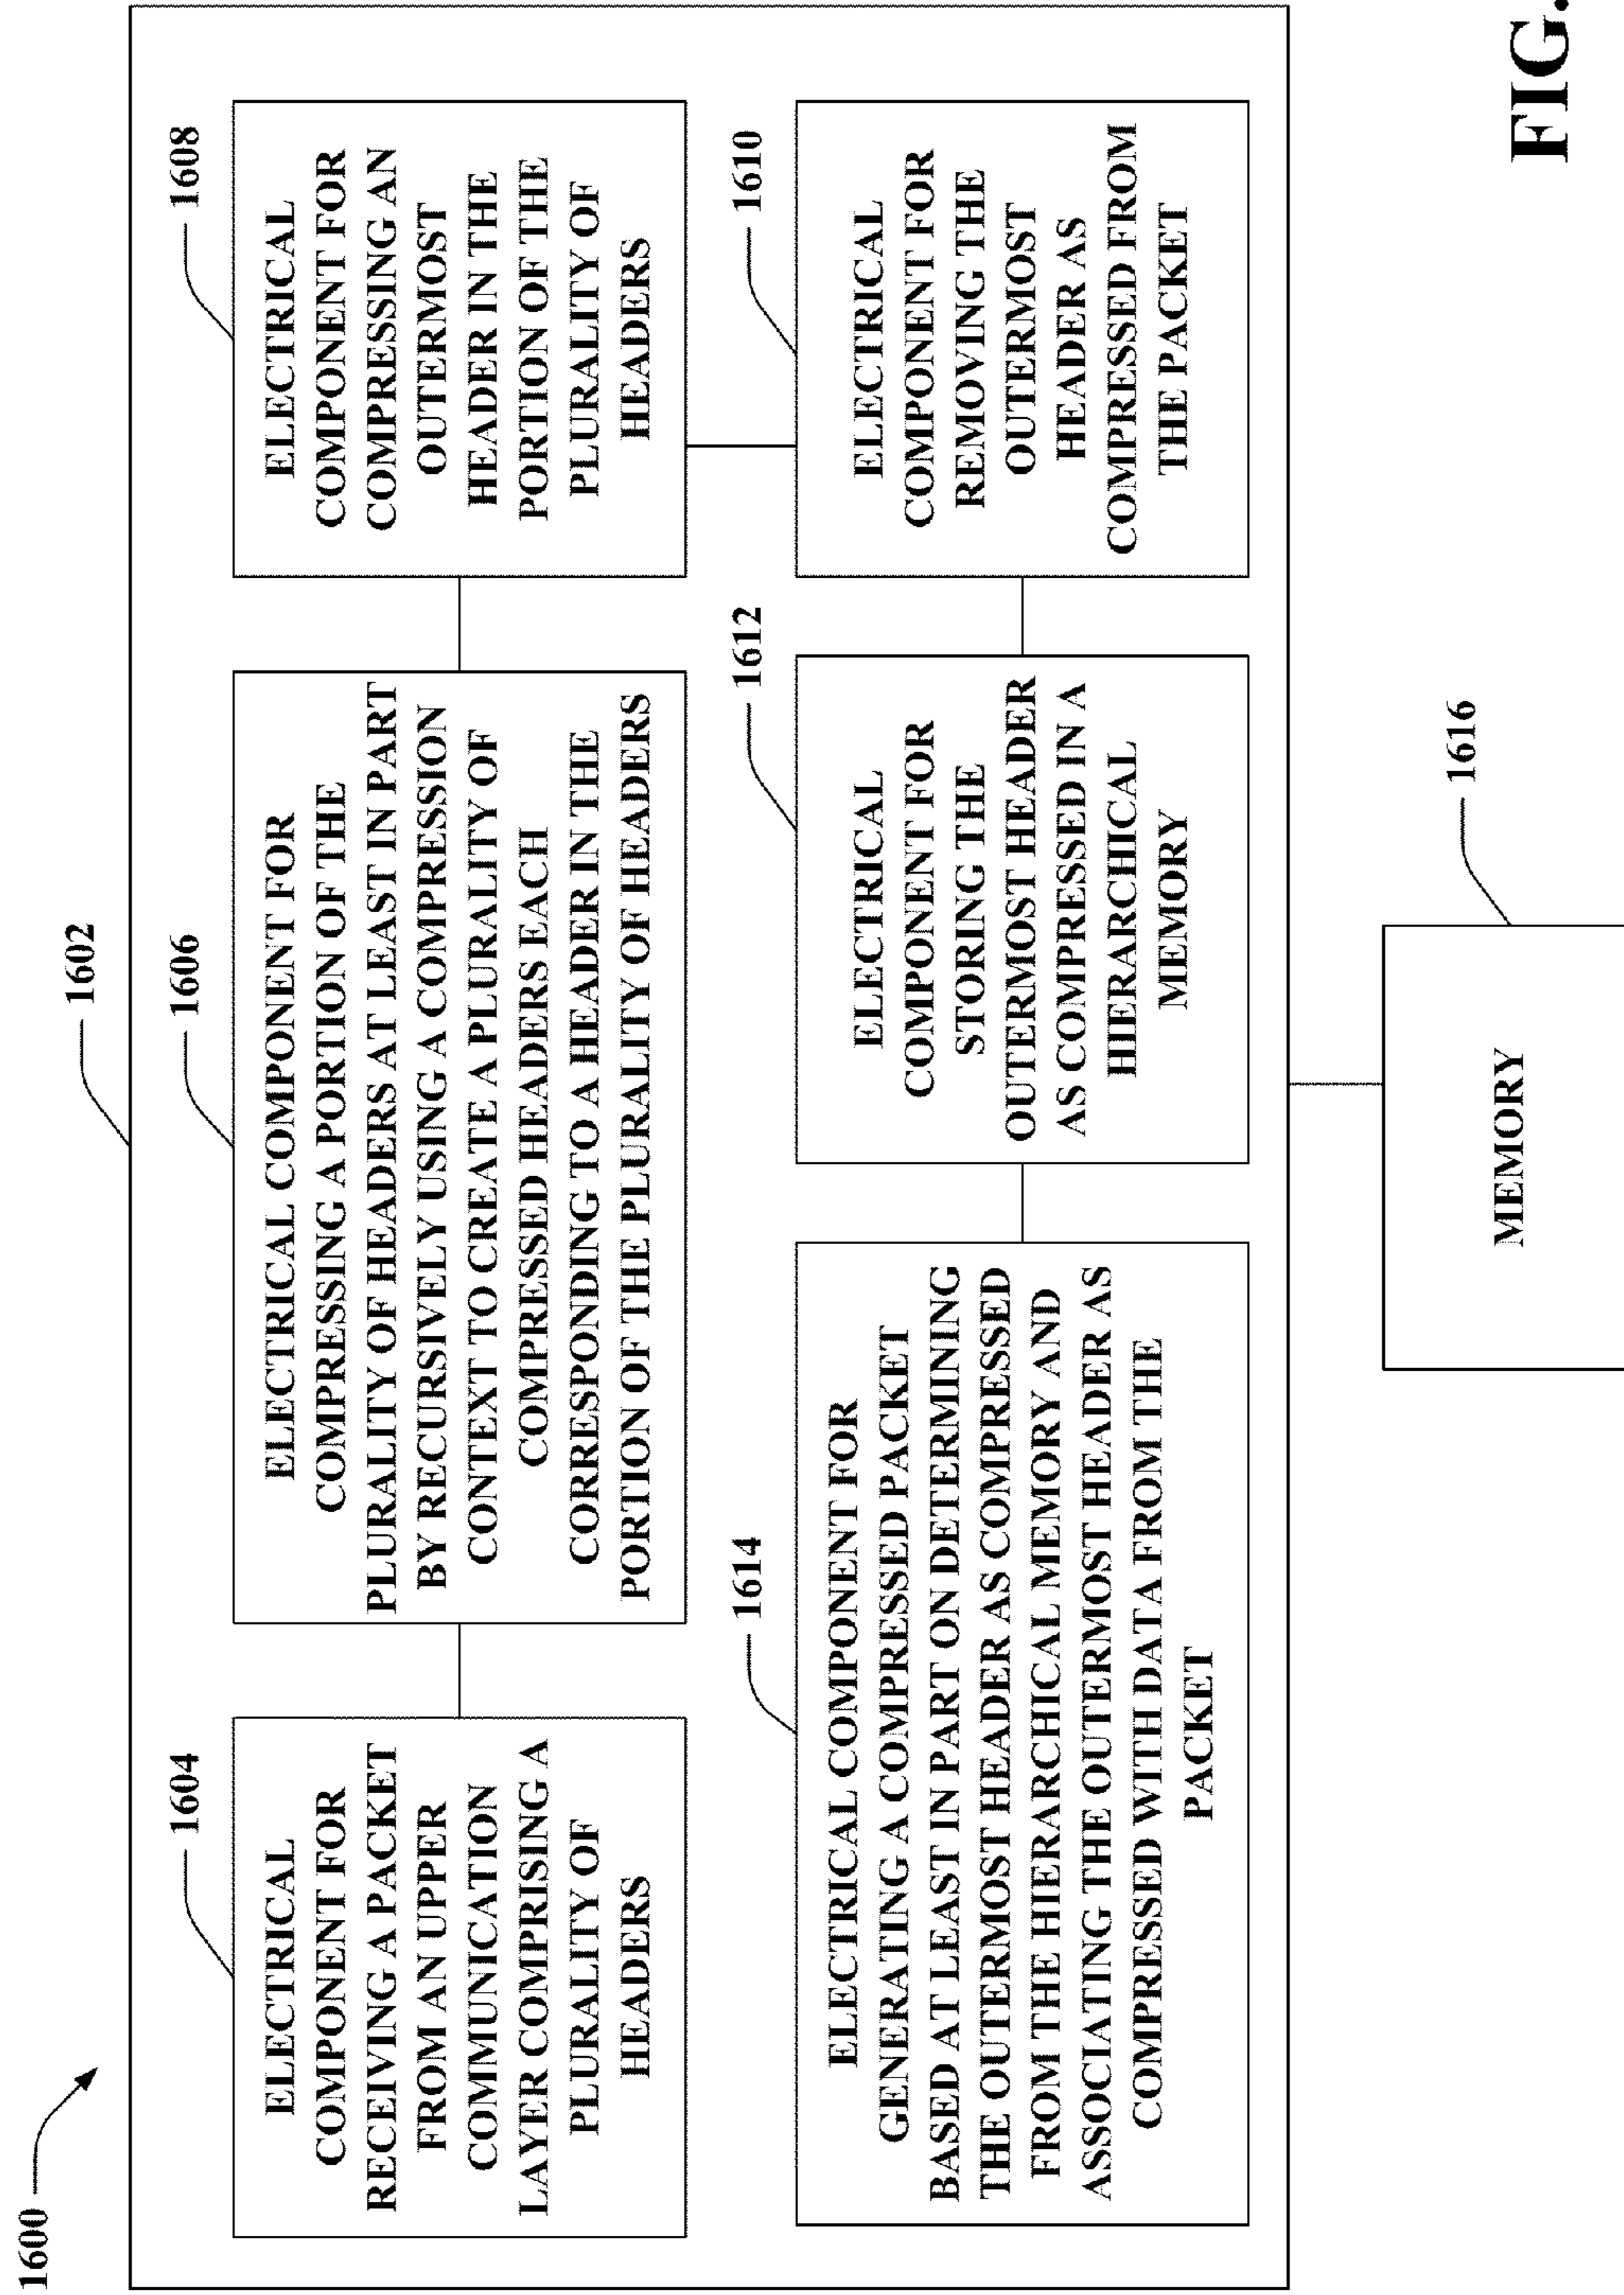 1600
1602
1604
ELECTRICAL
COMPONENT FOR
RECEIVING A PACKET
FROM AN UPPER
COMMUNICATION
LAYER COMPRISING A
PLURALITY OF
HEADERS
1606
ELECTRICAL COMPONENT FOR
COMPRESSING A PORTION OF THE
PLURALITY OF HEADERS AT LEAST IN PART
BY RECURSIVELY USING A COMPRESSION
CONTEXT TO CREATE A PLURALITY OF
COMPRESSED HEADERS EACH
CORRESPONDING TO A HEADER IN THE
PORTION OF THE PLURALITY OF HEADERS
1608
ELECTRICAL
COMPONENT FOR
COMPRESSING AN
OUTERMOST
HEADER IN THE
PORTION OF THE
PLURALITY OF
HEADERS
1614
ELECTRICAL COMPONENT FOR
GENERATING A COMPRESSED PACKET
BASED AT LEAST IN PART ON DETERMINING
THE OUTERMOST HEADER AS COMPRESSED
FROM THE HIERARCHICAL MEMORY AND
ASSOCIATING THE OUTERMOST HEADER AS
COMPRESSED WITH DATA FROM THE
PACKET
1612
ELECTRICAL
COMPONENT FOR
STORING THE
OUTERMOST HEADER
AS COMPRESSED IN A
HIERARCHICAL
MEMORY
1610
ELECTRICAL
COMPONENT FOR
REMOVING THE
OUTERMOST
HEADER AS
COMPRESSED FROM
THE PACKET
1616
MEMORY
FIG.